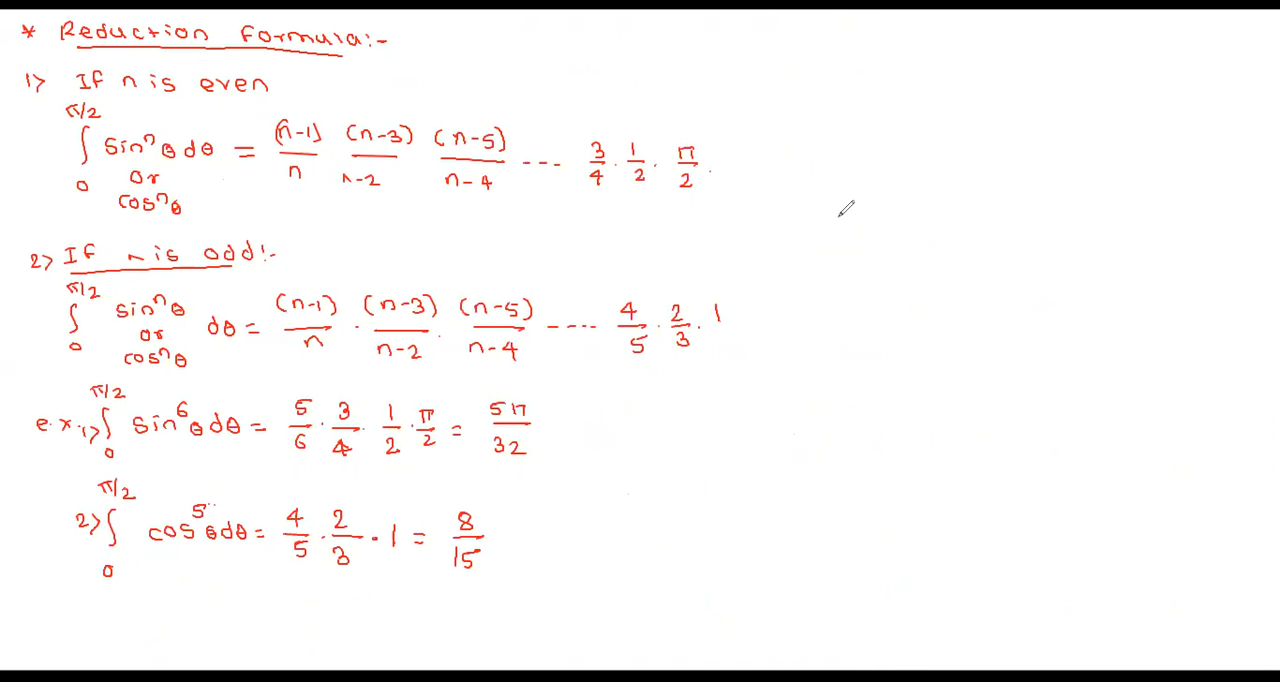 * Reduction formula:-
1> If n is even
∫₀^{π/2} sinⁿθ or cosⁿθ dθ = (n-1)/n (n-3)/(n-2) (n-5)/(n-4) ---- 3/4 · 1/2 · π/2 .
2> If n is odd:-
∫₀^{π/2} sinⁿθ or cosⁿθ dθ = (n-1)/n · (n-3)/(n-2) · (n-5)/(n-4) ---- 4/5 · 2/3 · 1
e.x. 1> ∫₀^{π/2} sin⁶θ dθ = 5/6 · 3/4 · 1/2 · π/2 = 5π/32
2> ∫₀^{π/2} cos⁵θ dθ = 4/5 · 2/3 · 1 = 8/15